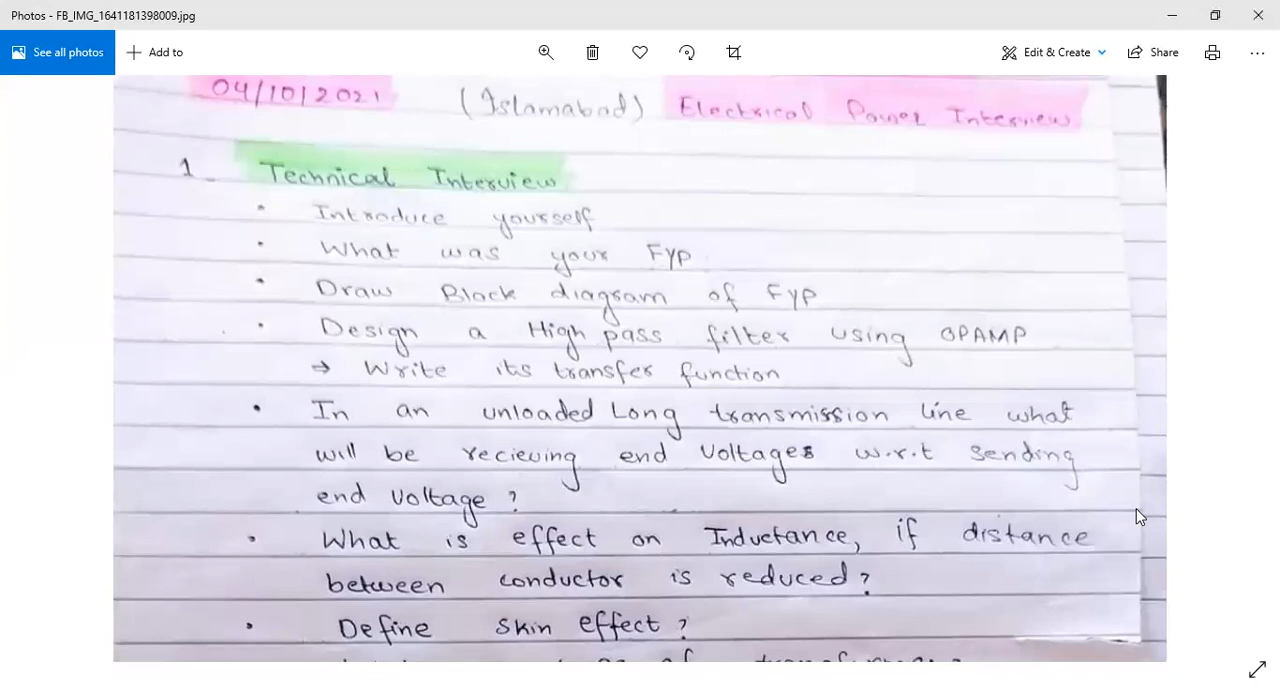 Photos - FB_IMG_1641181398009.jpg
See all photos
Add to
Edit & Create
Share
04/10/2021 (Islamabad) Electrical Power Interview
1 Technical Interview
• Introduce yourself
• What was your FYP
• Draw Block diagram of FYP
• Design a High pass filter using OPAMP
→ Write its transfer function
• In an unloaded Long transmission line what
will be recieving end voltages w.r.t sending
end voltage ?
• What is effect on Inductance, if distance
between conductor is reduced?
• Define Skin effect ?